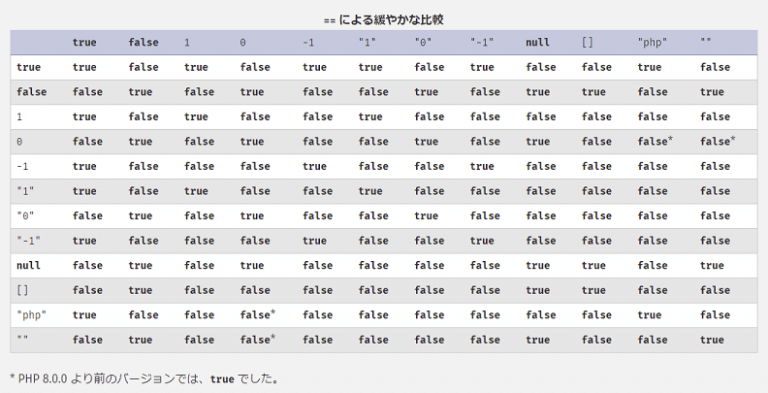 == による緩やかな比較
true false 1 0 -1 "1" "0" "-1" null [] "php" ""
true true false true false true true false true false false true false
false false true false true false false true false true true false true
1 true false true false false true false false false false false false
0 false true false true false false true false true false false* false*
-1 true false false false true false false true false false false false
"1" true false true false false true false false false false false false
"0" false true false true false false true false false false false false
"-1" true false false false true false false true false false false false
null false true false true false false false false true true false true
[] false true false false false false false false true true false false
"php" true false false false* false false false false false false true false
"" false true false false* false false false false true false false true
* PHP 8.0.0 より前のバージョンでは、true でした。